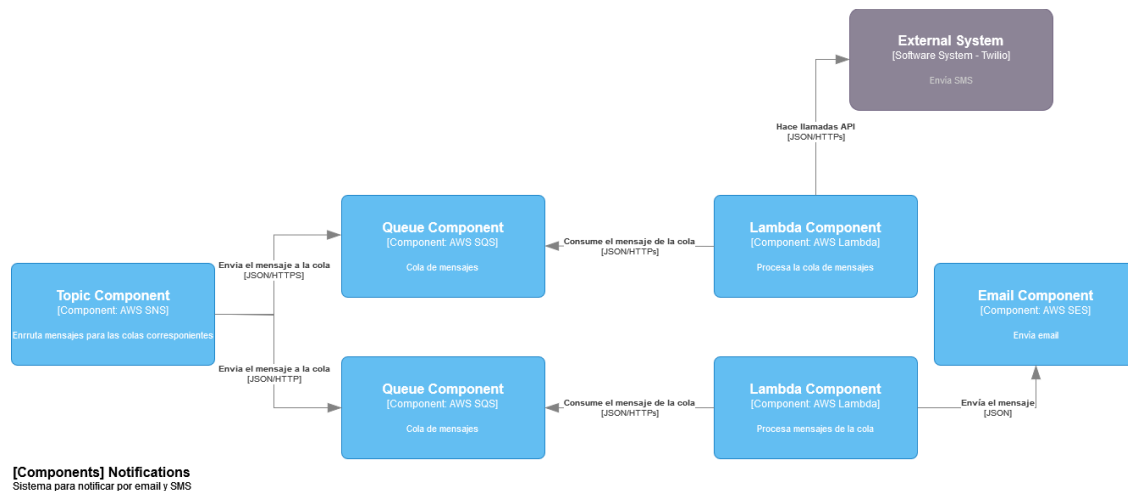 External System
[Software System - Twilio]
Envía SMS
Hace llamadas API
[JSON/HTTPs]
Queue Component
[Component: AWS SQS]
Cola de mensajes
Lambda Component
[Component: AWS Lambda]
Procesa la cola de mensajes
Envía el mensaje a la cola
[JSON/HTTPS]
Consume el mensaje de la cola
[JSON/HTTPs]
Topic Component
[Component: AWS SNS]
Enrruta mensajes para las colas corresponientes
Email Component
[Component: AWS SES]
Envía email
Envía el mensaje a la cola
[JSON/HTTP]
Queue Component
[Component: AWS SQS]
Cola de mensajes
Consume el mensaje de la cola
[JSON/HTTPs]
Lambda Component
[Component: AWS Lambda]
Procesa mensajes de la cola
Envía el mensaje
[JSON]
[Components] Notifications
Sistema para notificar por email y SMS